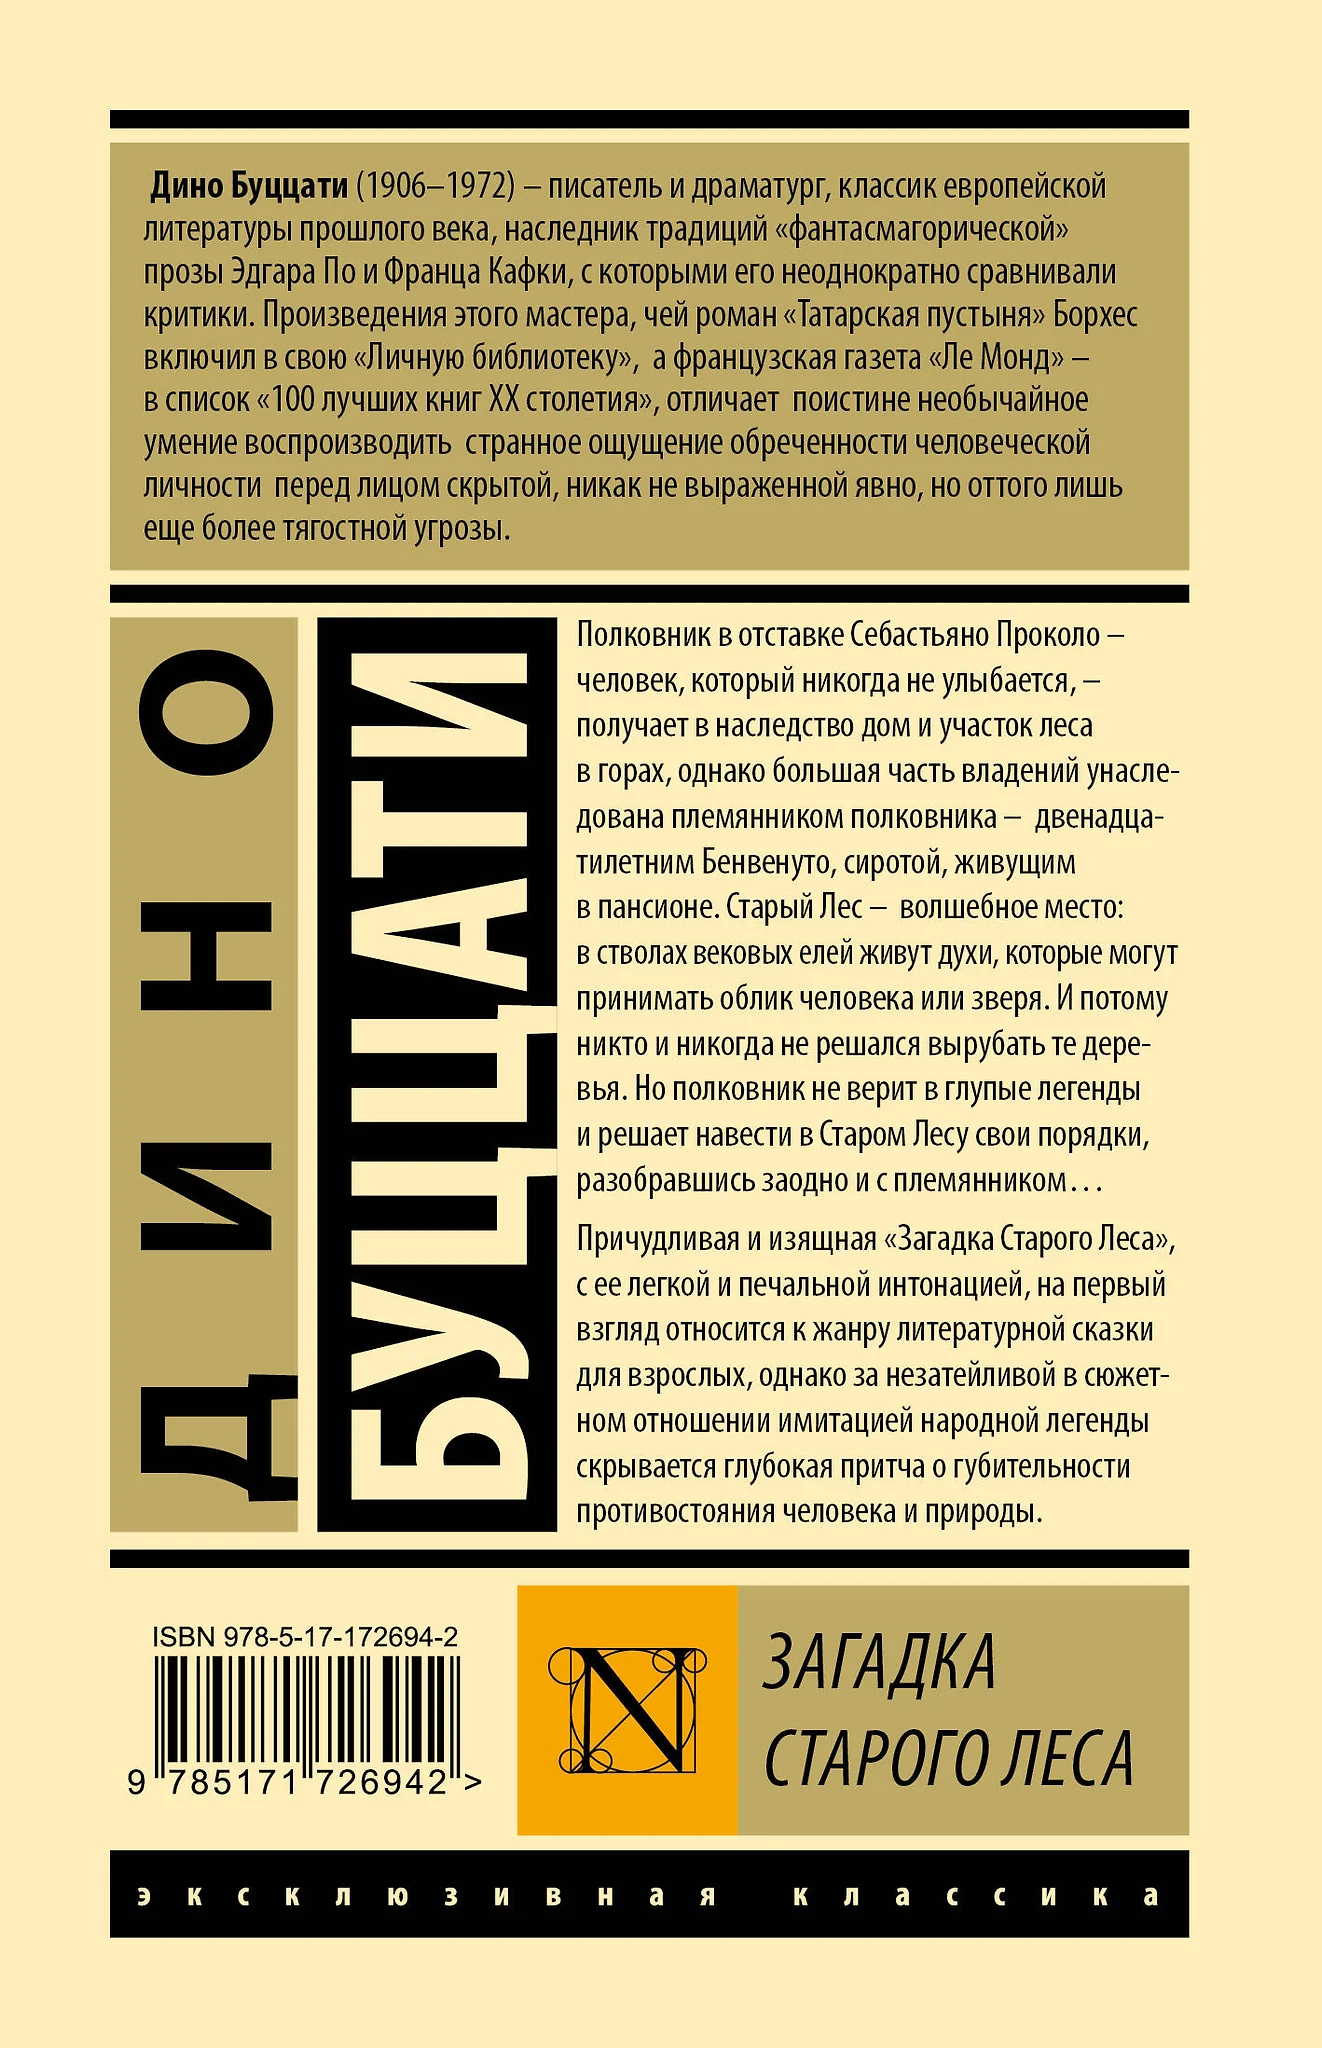 Дино Буццати (1906–1972) – писатель и драматург, классик европейской
литературы прошлого века, наследник традиций «фантасмагорической»
прозы Эдгара По и Франца Кафки, с которыми его неоднократно сравнивали
критики. Произведения этого мастера, чей роман «Татарская пустыня» Борхес
включил в свою «Личную библиотеку», а французская газета «Ле Монд» –
в список «100 лучших книг XX столетия», отличает поистине необычайное
умение воспроизводить странное ощущение обреченности человеческой
личности перед лицом скрытой, никак не выраженной явно, но оттого лишь
еще более тягостной угрозы.
ДИНО
БУЦЦАТИ
Полковник в отставке Себастьяно Проколо –
человек, который никогда не улыбается, –
получает в наследство дом и участок леса
в горах, однако большая часть владений унасле-
дована племянником полковника – двенадца-
тилетним Бенвенуто, сиротой, живущим
в пансионе. Старый Лес – волшебное место:
в стволах вековых елей живут духи, которые могут
принимать облик человека или зверя. И потому
никто и никогда не решался вырубать те дере-
вья. Но полковник не верит в глупые легенды
и решает навести в Старом Лесу свои порядки,
разобравшись заодно и с племянником…
Причудливая и изящная «Загадка Старого Леса»,
с ее легкой и печальной интонацией, на первый
взгляд относится к жанру литературной сказки
для взрослых, однако за незатейливой в сюжет-
ном отношении имитацией народной легенды
скрывается глубокая притча о губительности
противостояния человека и природы.
ISBN 978-5-17-172694-2
9 785171 726942 >
N
ЗАГАДКА
СТАРОГО ЛЕСА
эксклюзивная классика